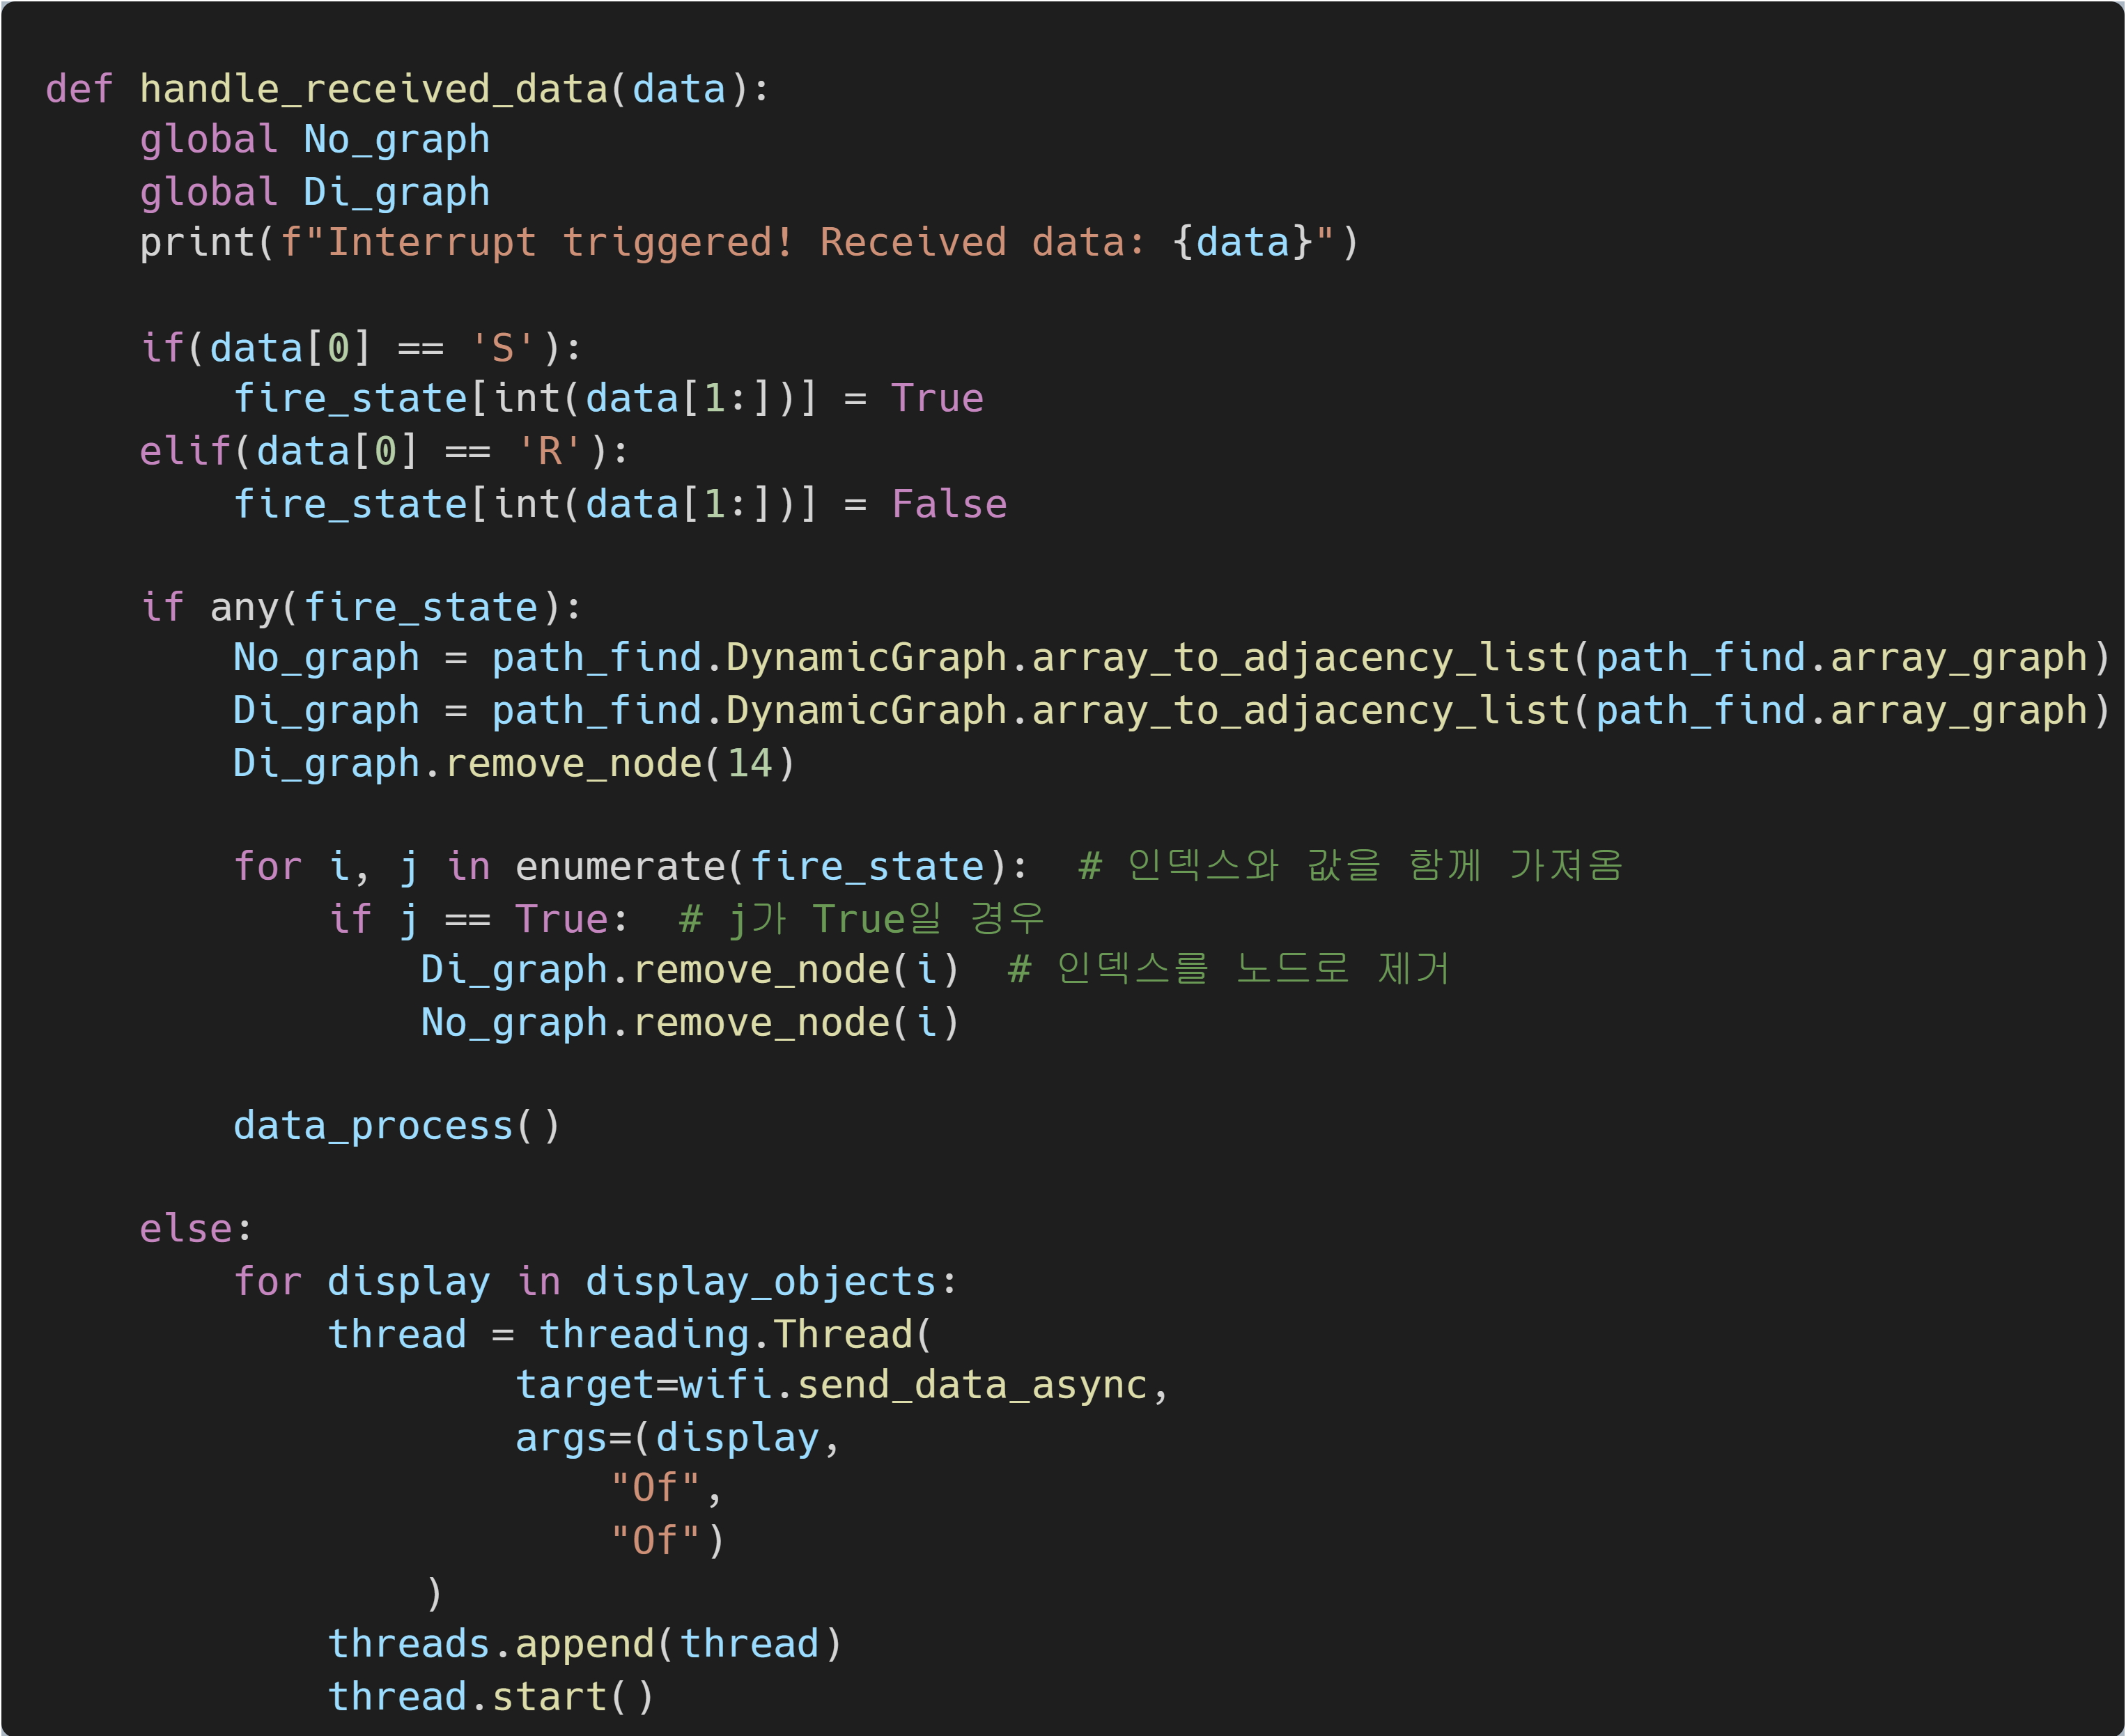 def handle_received_data(data):
    global No_graph
    global Di_graph
    print(f"Interrupt triggered! Received data: {data}")

    if(data[0] == 'S'):
        fire_state[int(data[1:])] = True
    elif(data[0] == 'R'):
        fire_state[int(data[1:])] = False

    if any(fire_state):
        No_graph = path_find.DynamicGraph.array_to_adjacency_list(path_find.array_graph)
        Di_graph = path_find.DynamicGraph.array_to_adjacency_list(path_find.array_graph)
        Di_graph.remove_node(14)

        for i, j in enumerate(fire_state):  # 인덱스와 값을 함께 가져옴
            if j == True:  # j가 True일 경우
                Di_graph.remove_node(i)  # 인덱스를 노드로 제거
                No_graph.remove_node(i)

        data_process()

    else:
        for display in display_objects:
            thread = threading.Thread(
                    target=wifi.send_data_async,
                    args=(display,
                        "Of",
                        "Of")
                )
            threads.append(thread)
            thread.start()